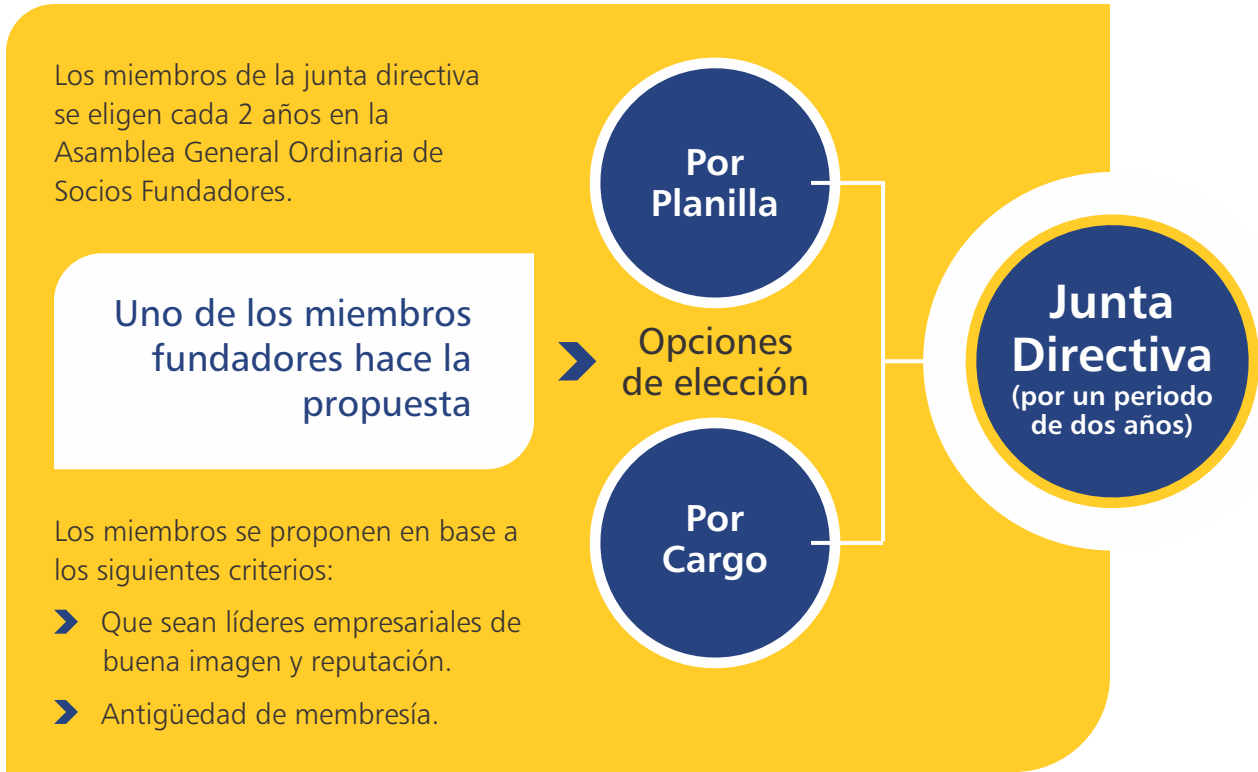 Los miembros de la junta directiva
se eligen cada 2 años en la
Asamblea General Ordinaria de
Socios Fundadores.
Uno de los miembros
fundadores hace la
propuesta
Los miembros se proponen en base a
los siguientes criterios:
Que sean líderes empresariales de
buena imagen y reputación.
Antigüedad de membresía.
Por
Planilla
Opciones
de elección
Por
Cargo
Junta
Directiva
(por un periodo
de dos años)